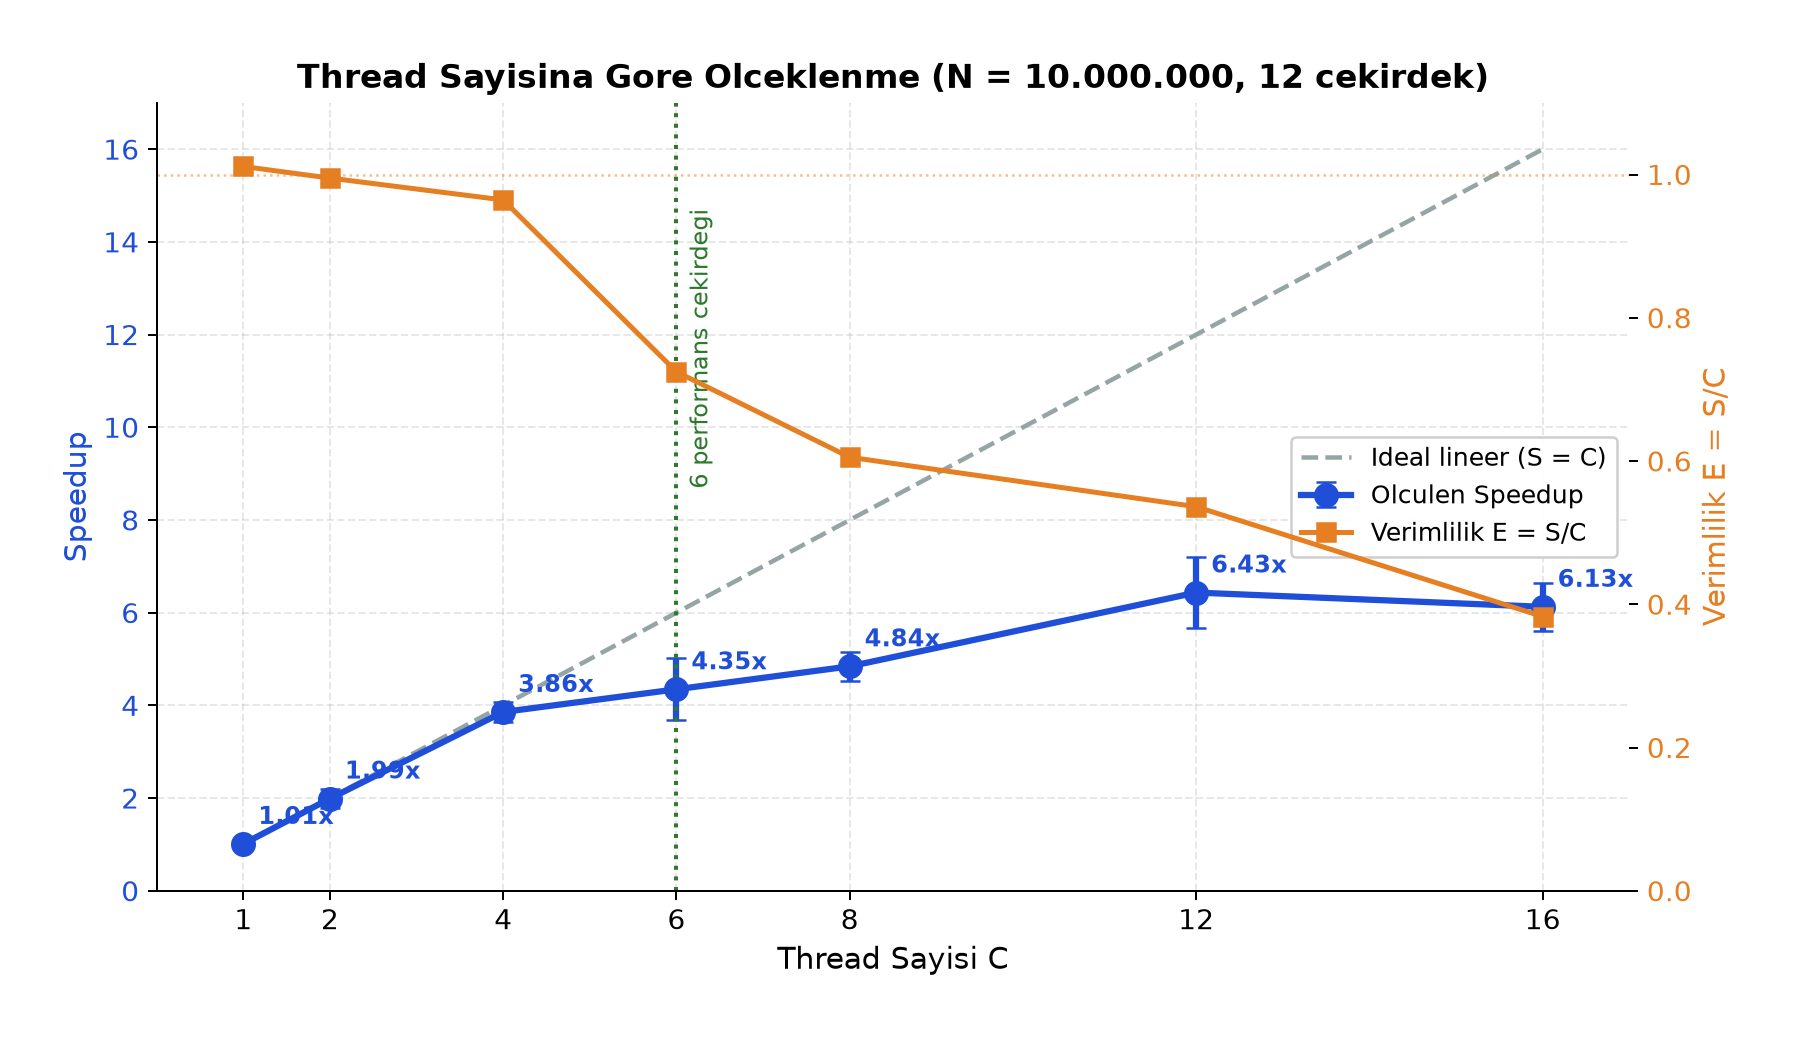 Thread Sayisina Gore Olceklenme (N = 10.000.000, 12 cekirdek)
Speedup
16
14
12
10
8
6
4
2
0
1.01x
1.99x
3.86x
4.35x
4.84x
6.43x
6.13x
6 performans cekirdegi
Ideal lineer (S = C)
Olculen Speedup
Verimlilik E = S/C
1.0
0.8
0.6
0.4
0.2
0.0
Verimlilik E = S/C
1 2 4 6 8 12 16
Thread Sayisi C